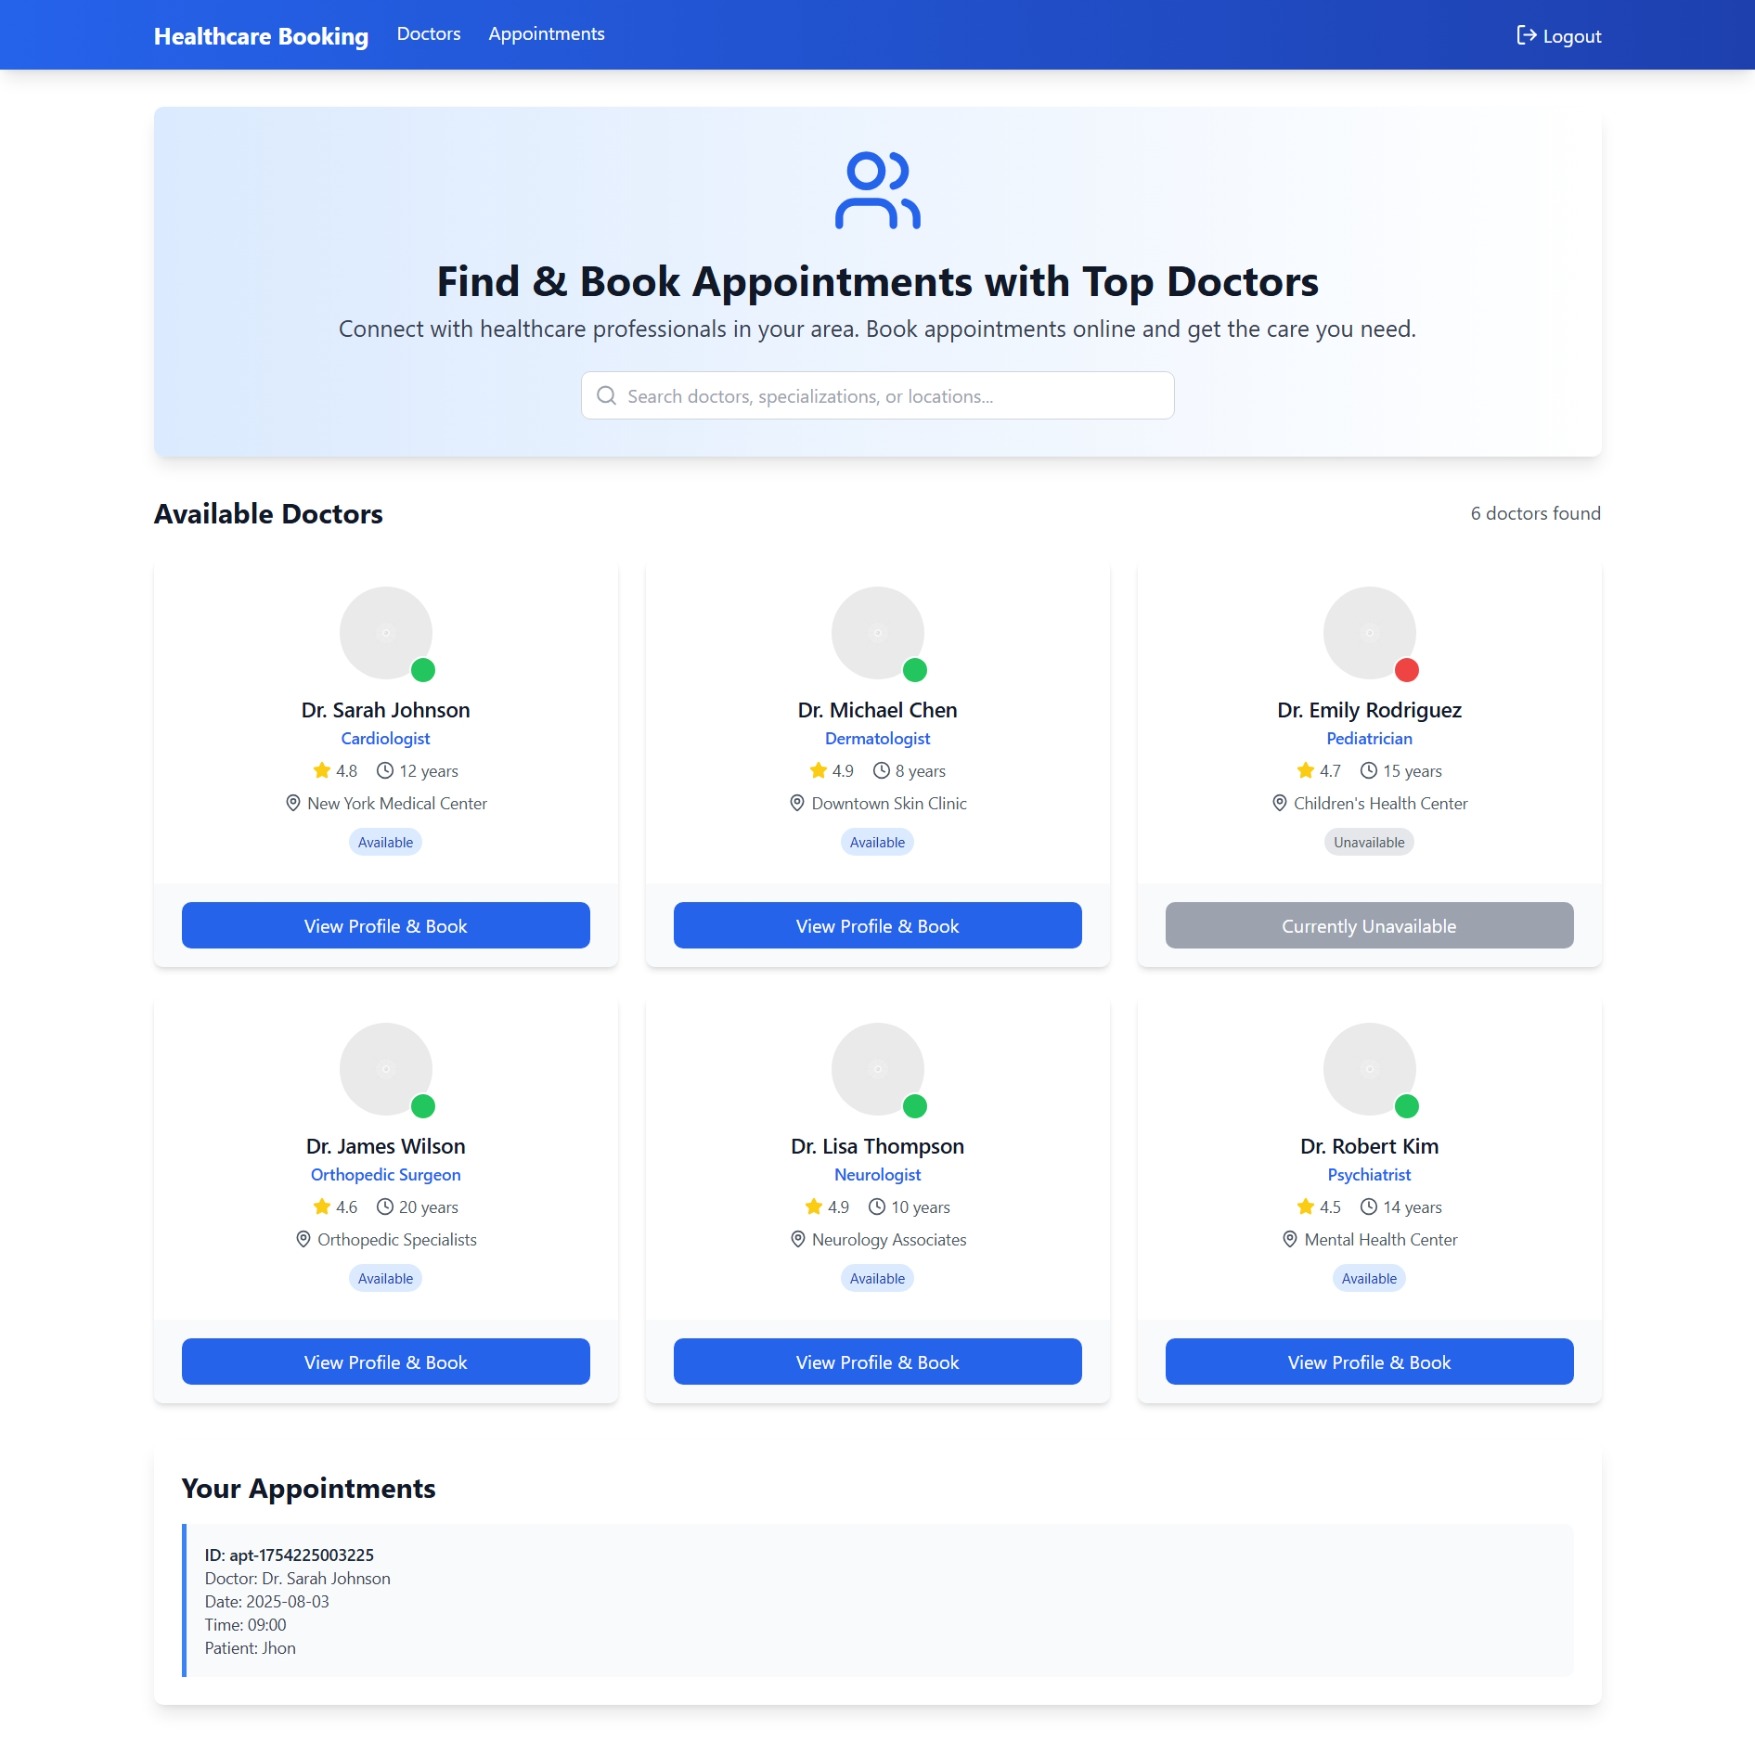 Healthcare Booking Doctors Appointments Logout
Find & Book Appointments with Top Doctors
Connect with healthcare professionals in your area. Book appointments online and get the care you need.
Search doctors, specializations, or locations...
Available Doctors 6 doctors found
Dr. Sarah Johnson
Cardiologist
4.8 12 years
New York Medical Center
Available
View Profile & Book
Dr. Michael Chen
Dermatologist
4.9 8 years
Downtown Skin Clinic
Available
View Profile & Book
Dr. Emily Rodriguez
Pediatrician
4.7 15 years
Children's Health Center
Unavailable
Currently Unavailable
Dr. James Wilson
Orthopedic Surgeon
4.6 20 years
Orthopedic Specialists
Available
View Profile & Book
Dr. Lisa Thompson
Neurologist
4.9 10 years
Neurology Associates
Available
View Profile & Book
Dr. Robert Kim
Psychiatrist
4.5 14 years
Mental Health Center
Available
View Profile & Book
Your Appointments
ID: apt-1754225003225
Doctor: Dr. Sarah Johnson
Date: 2025-08-03
Time: 09:00
Patient: Jhon